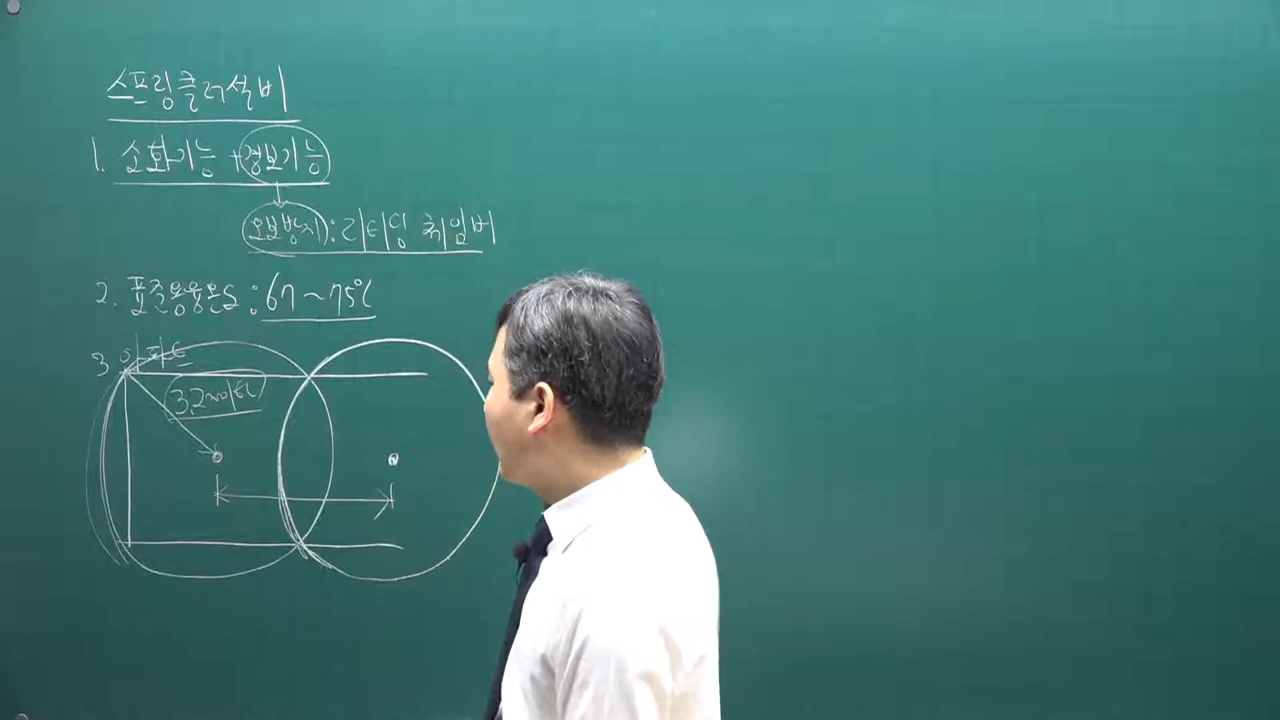 스프링클러설비
1. 소화기능 + 경보기능
오보방지 : 리타딩 챔임버
2. 표준용융온도 : 67 ~ 75℃
3. 아파트
3.2m 이하